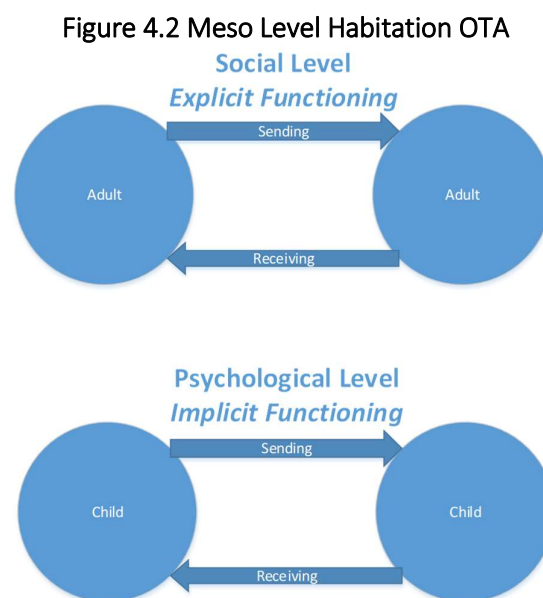 Figure 4.2 Meso Level Habitation OTA
Social Level
Explicit Functioning
Sending
Adult
Adult
Receiving
Psychological Level
Implicit Functioning
Sending
Child
Child
Receiving